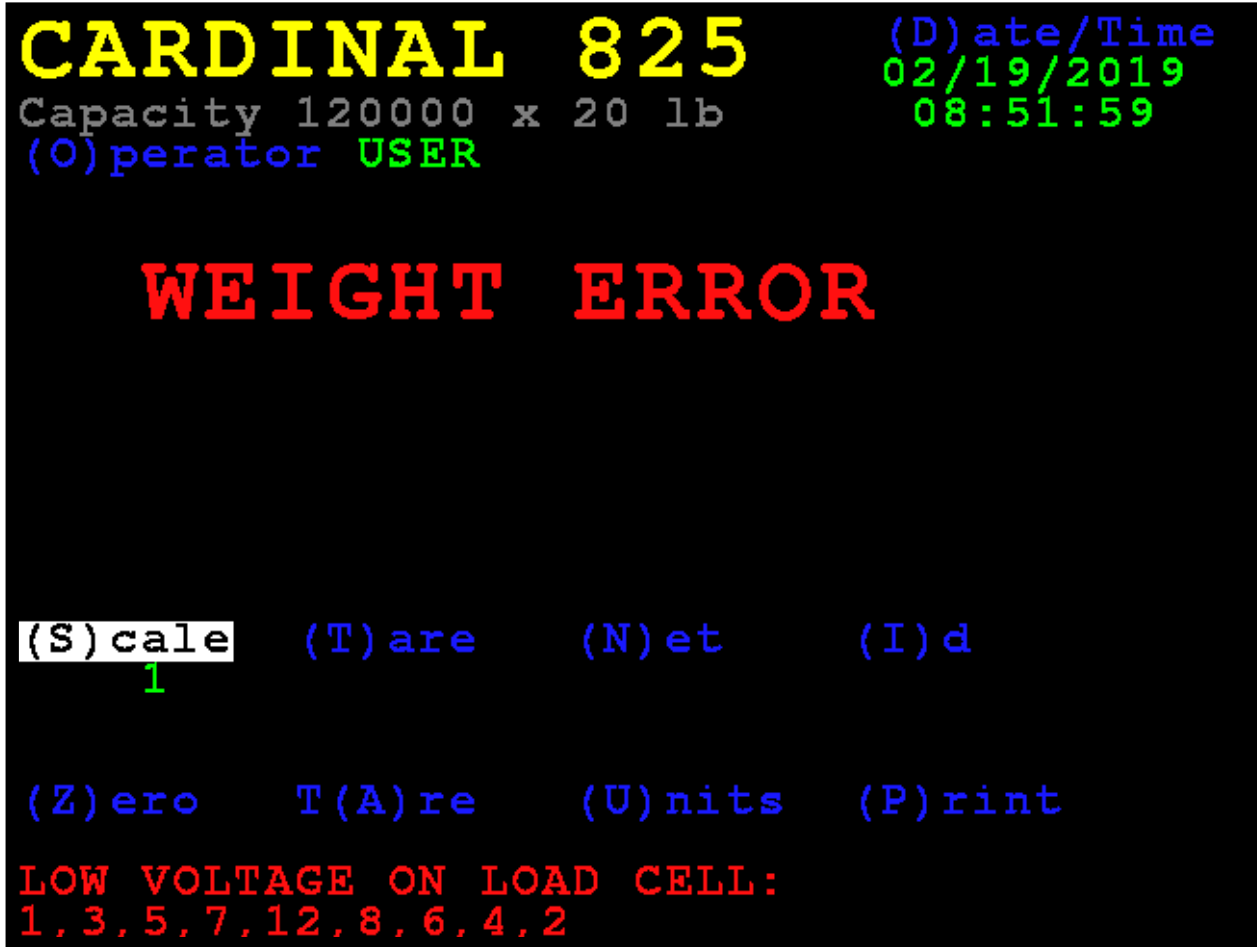 CARDINAL 825
(D)ate/Time
02/19/2019
Capacity 120000 x 20 lb
08:51:59
(O)perator USER
WEIGHT ERROR
(S)cale (T)are (N)et (I)d
1
(Z)ero T(A)re (U)nits (P)rint
LOW VOLTAGE ON LOAD CELL:
1,3,5,7,12,8,6,4,2